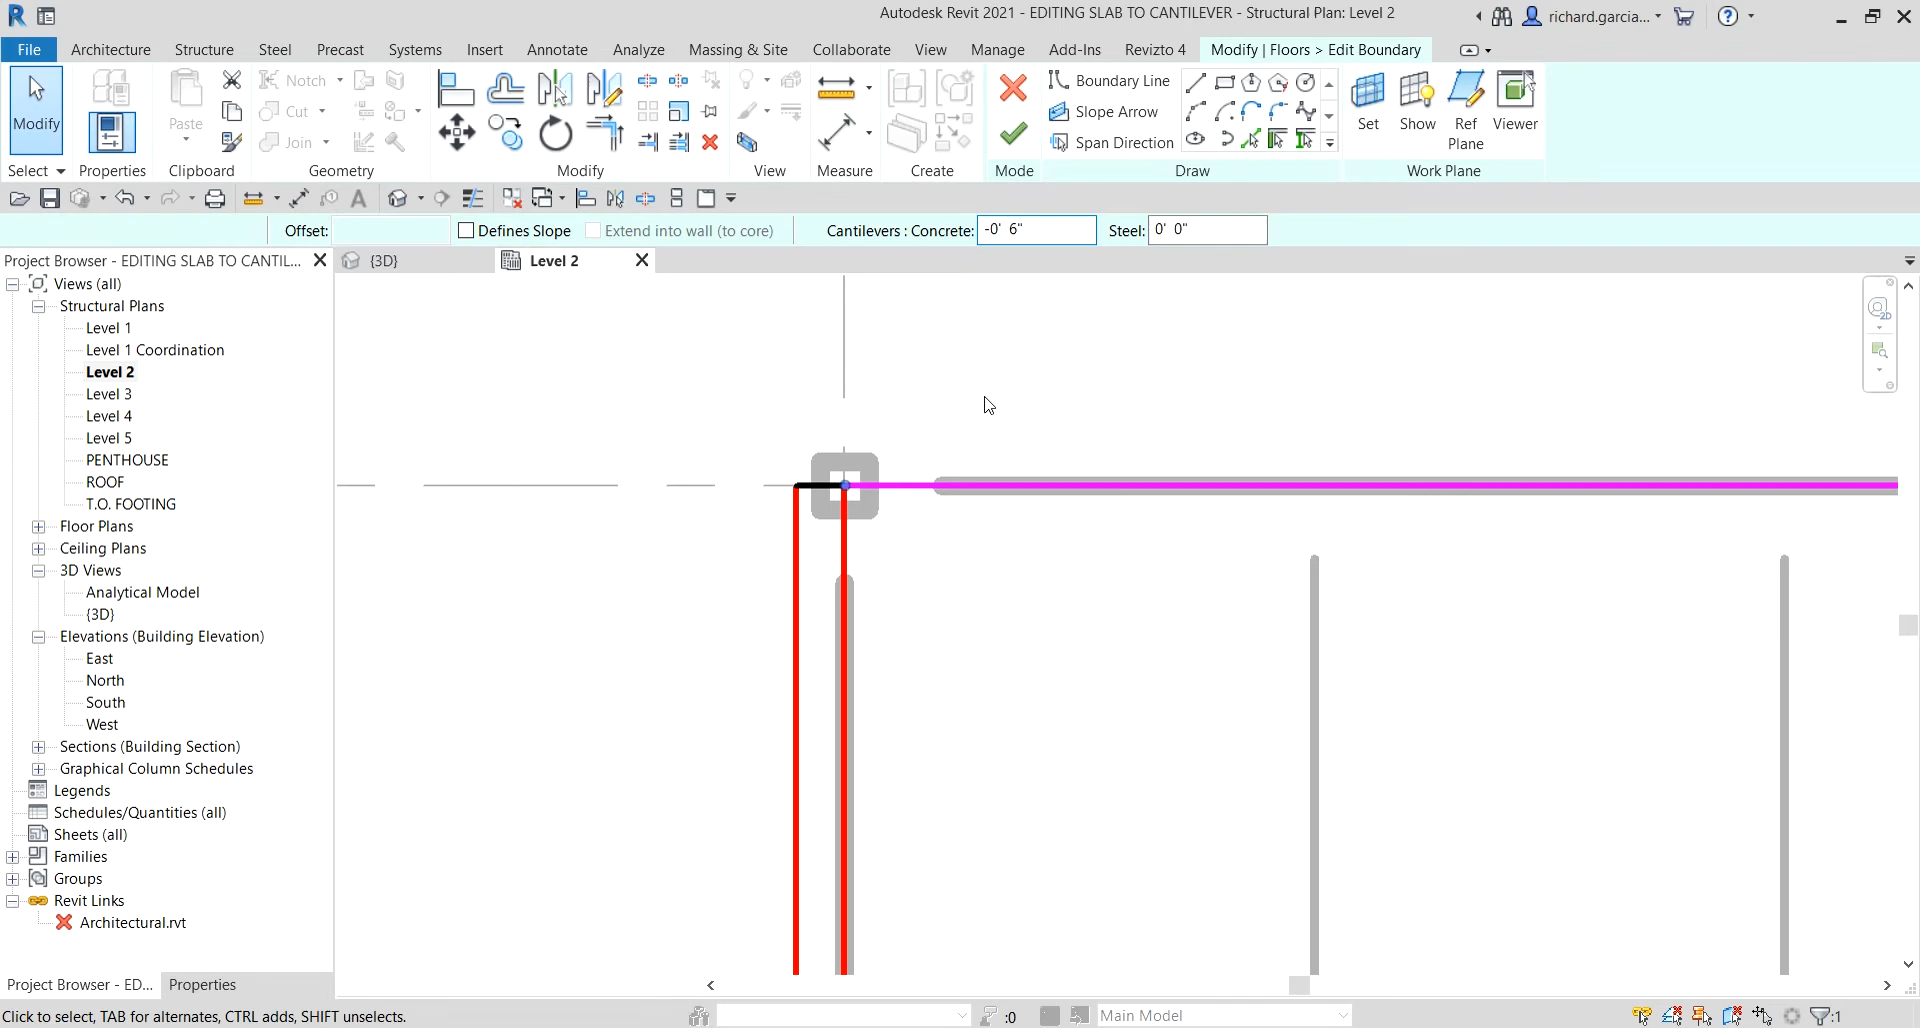 Autodesk Revit 2021 - EDITING SLAB TO CANTILEVER - Structural Plan: Level 2
richard.garcia...
File Architecture Structure Steel Precast Systems Insert Annotate Analyze Massing & Site Collaborate View Manage Add-Ins Revizto 4 Modify | Floors > Edit Boundary
Notch Boundary Line
Modify Paste Cut Slope Arrow Set Show Ref Plane Viewer
Join Span Direction
Select Properties Clipboard Geometry Modify View Measure Create Mode Draw Work Plane
Offset: Defines Slope Extend into wall (to core) Cantilevers : Concrete: -0' 6" Steel: 0' 0"
Project Browser - EDITING SLAB TO CANTIL... {3D} Level 2
Views (all)
Structural Plans
Level 1
Level 1 Coordination
Level 2
Level 3
Level 4
Level 5
PENTHOUSE
ROOF
T.O. FOOTING
Floor Plans
Ceiling Plans
3D Views
Analytical Model
{3D}
Elevations (Building Elevation)
East
North
South
West
Sections (Building Section)
Graphical Column Schedules
Legends
Schedules/Quantities (all)
Sheets (all)
Families
Groups
Revit Links
Architectural.rvt
Project Browser - ED... Properties
Click to select, TAB for alternates, CTRL adds, SHIFT unselects. :0 Main Model :1
2D